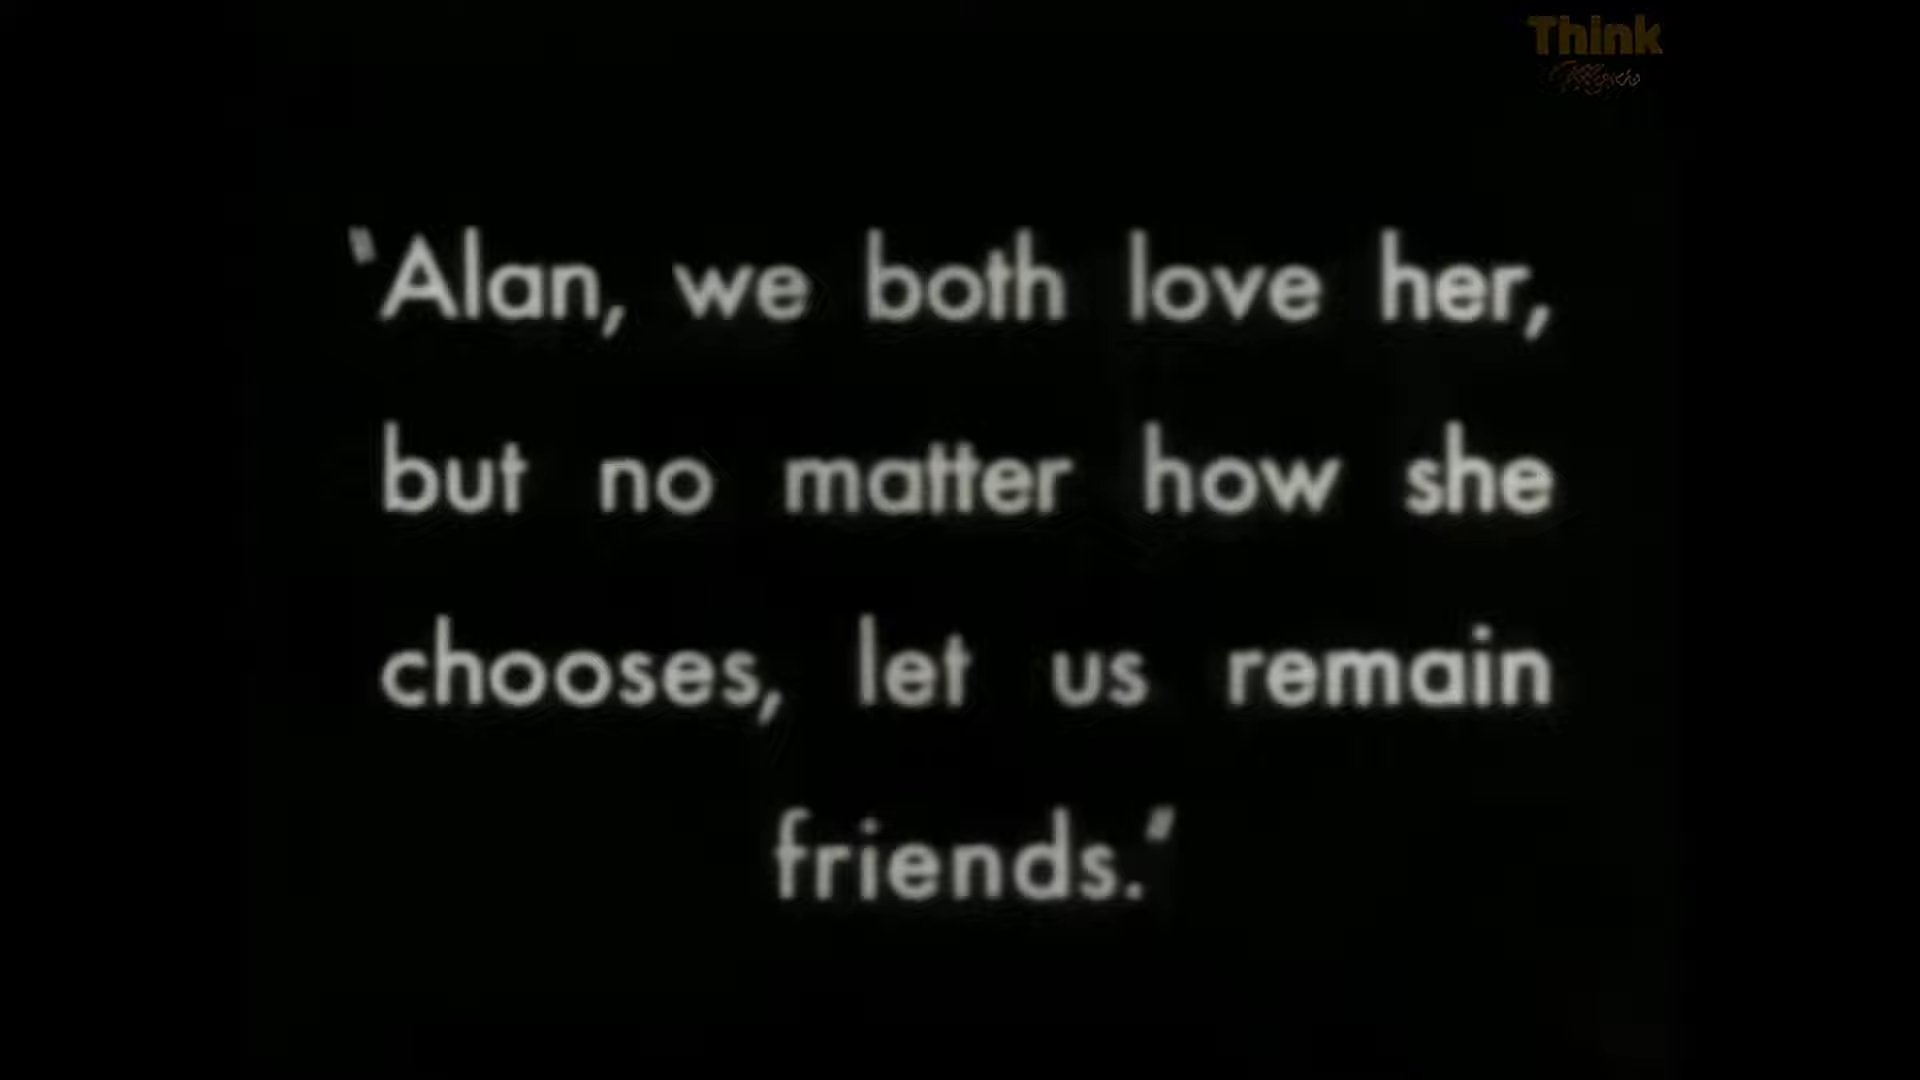 Think
"Alan, we both love her,
but no matter how she
chooses, let us remain
friends."